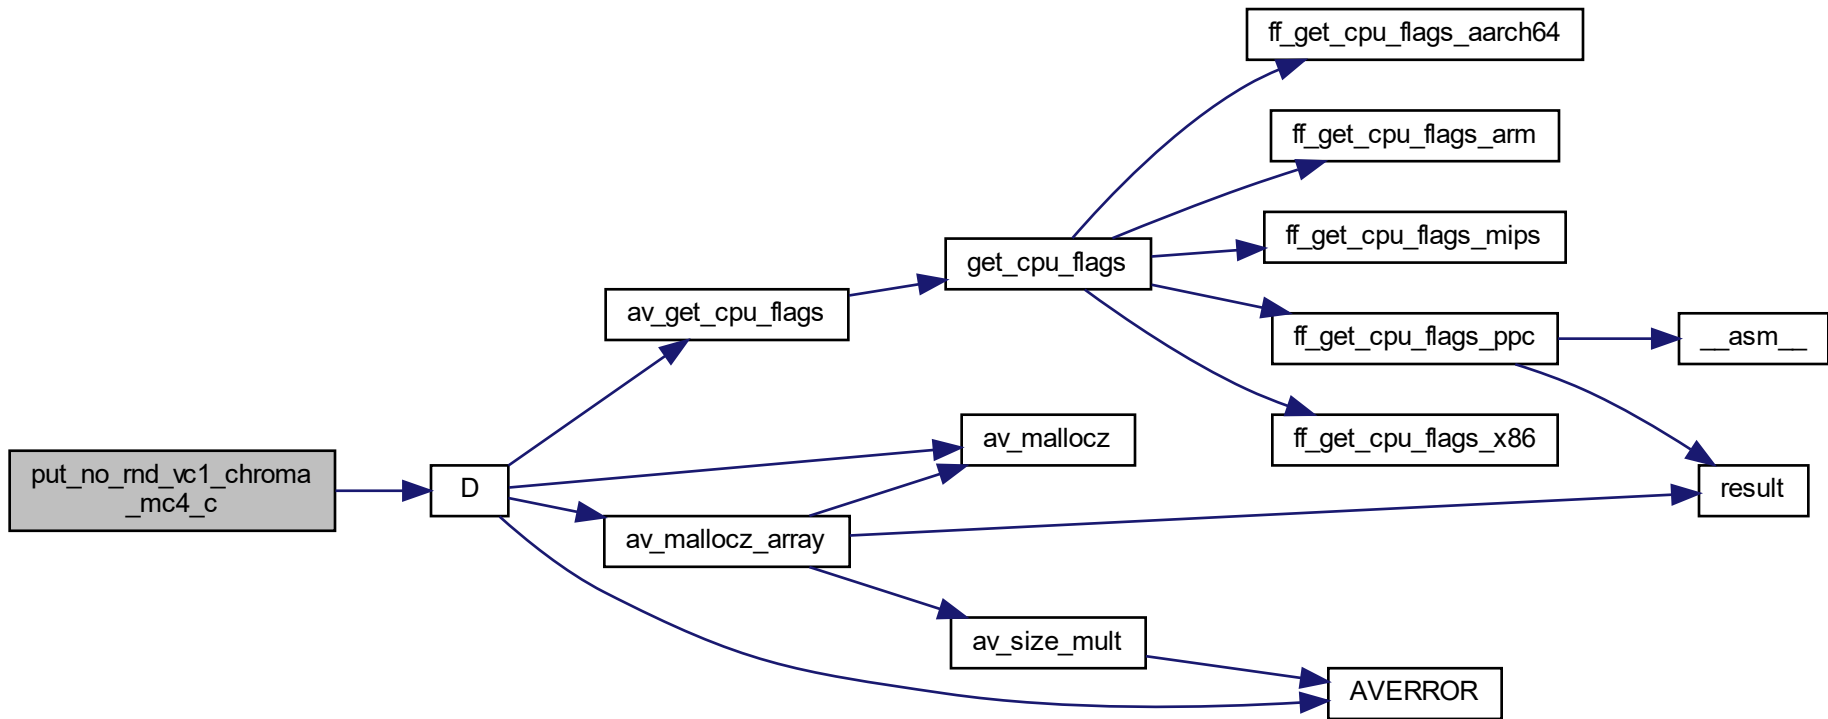 ff_get_cpu_flags_aarch64
ff_get_cpu_flags_arm
ff_get_cpu_flags_mips
get_cpu_flags
av_get_cpu_flags
ff_get_cpu_flags_ppc
__asm__
av_mallocz
ff_get_cpu_flags_x86
put_no_rnd_vc1_chroma
_mc4_c
D
result
av_mallocz_array
av_size_mult
AVERROR